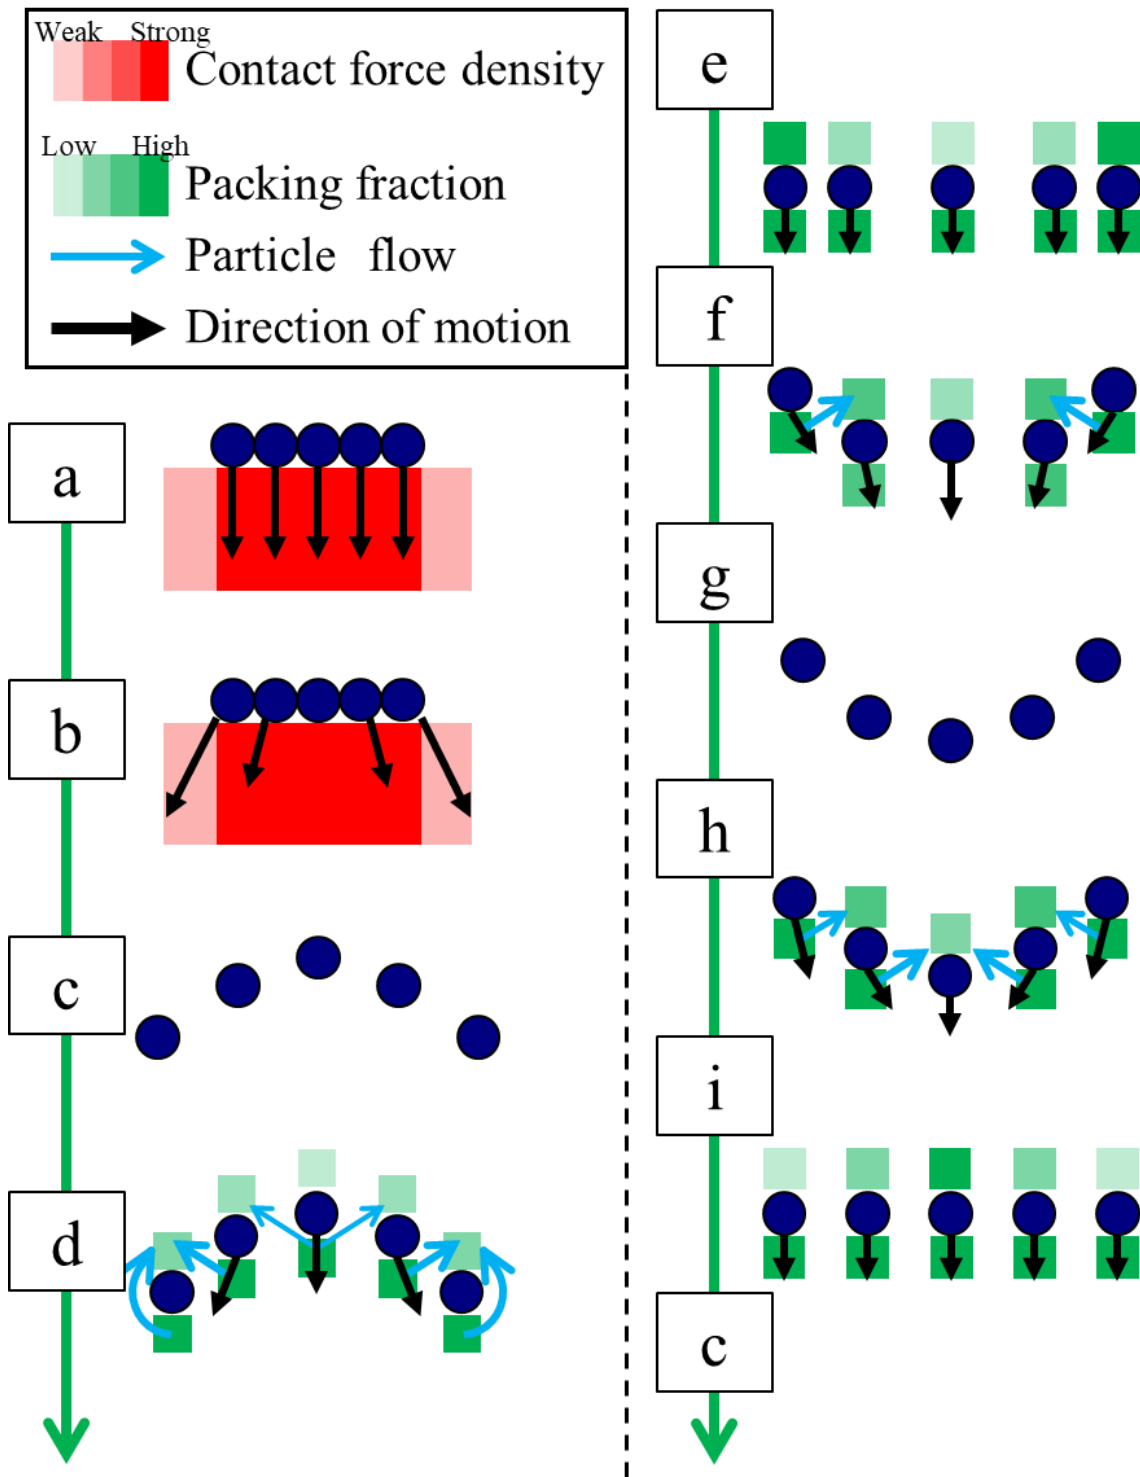 Weak Strong
Contact force density
Low High
Packing fraction
Particle flow
Direction of motion
a
b
c
d
e
f
g
h
i
c